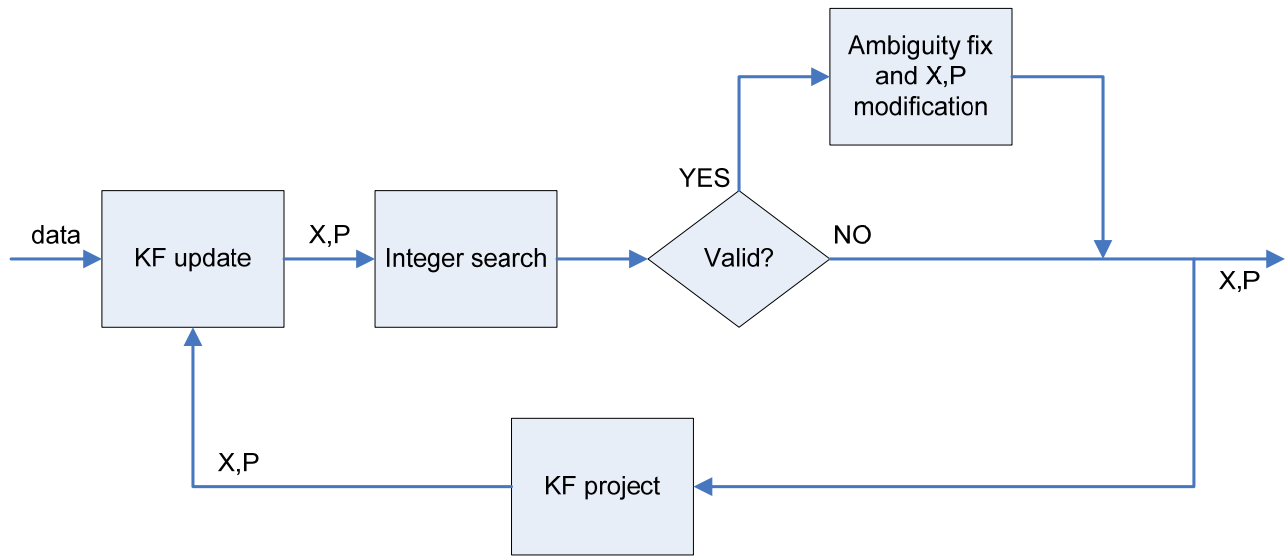 Ambiguity fix
and X,P
modification
YES
data
KF update
X,P
Integer search
Valid?
NO
X,P
X,P
KF project